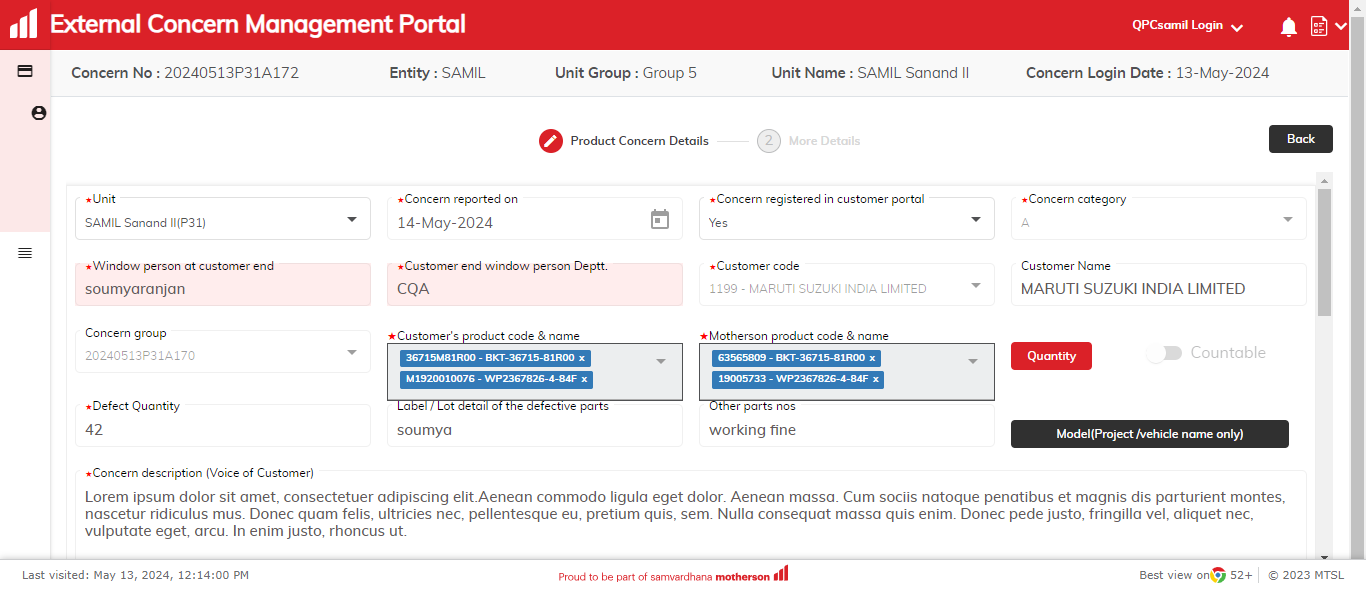 External Concern Management Portal
QPCsamil Login
Concern No : 20240513P31A172 Entity : SAMIL Unit Group : Group 5 Unit Name : SAMIL Sanand II Concern Login Date : 13-May-2024
Product Concern Details 2 More Details Back
*Unit *Concern reported on *Concern registered in customer portal *Concern category
SAMIL Sanand II(P31) 14-May-2024 Yes A
*Window person at customer end *Customer end window person Deptt. *Customer code Customer Name
soumyaranjan CQA 1199 - MARUTI SUZUKI INDIA LIMITED MARUTI SUZUKI INDIA LIMITED
Concern group *Customer's product code & name *Motherson product code & name
20240513P31A170 36715M81R00 - BKT-36715-81R00 x 63565809 - BKT-36715-81R00 x Quantity Countable
M1920010076 - WP2367826-4-84F x 19005733 - WP2367826-4-84F x
*Defect Quantity Label / Lot detail of the defective parts Other parts nos
42 soumya working fine Model(Project /vehicle name only)
*Concern description (Voice of Customer)
Lorem ipsum dolor sit amet, consectetuer adipiscing elit.Aenean commodo ligula eget dolor. Aenean massa. Cum sociis natoque penatibus et magnis dis parturient montes,
nascetur ridiculus mus. Donec quam felis, ultricies nec, pellentesque eu, pretium quis, sem. Nulla consequat massa quis enim. Donec pede justo, fringilla vel, aliquet nec,
vulputate eget, arcu. In enim justo, rhoncus ut.
Last visited: May 13, 2024, 12:14:00 PM Proud to be part of samvardhana motherson Best view on 52+ © 2023 MTSL